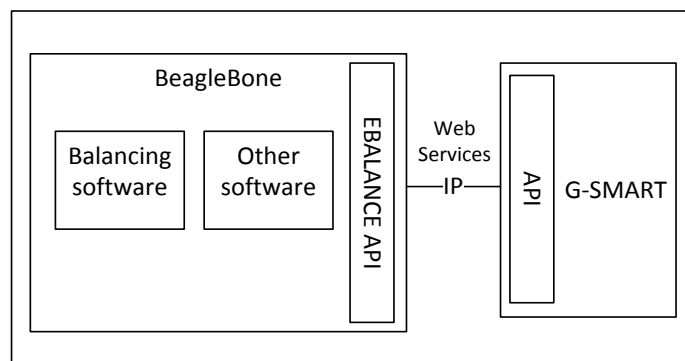 BeagleBone
Balancing
software
Other
software
EBALANCE API
Web
Services
IP
API
G-SMART